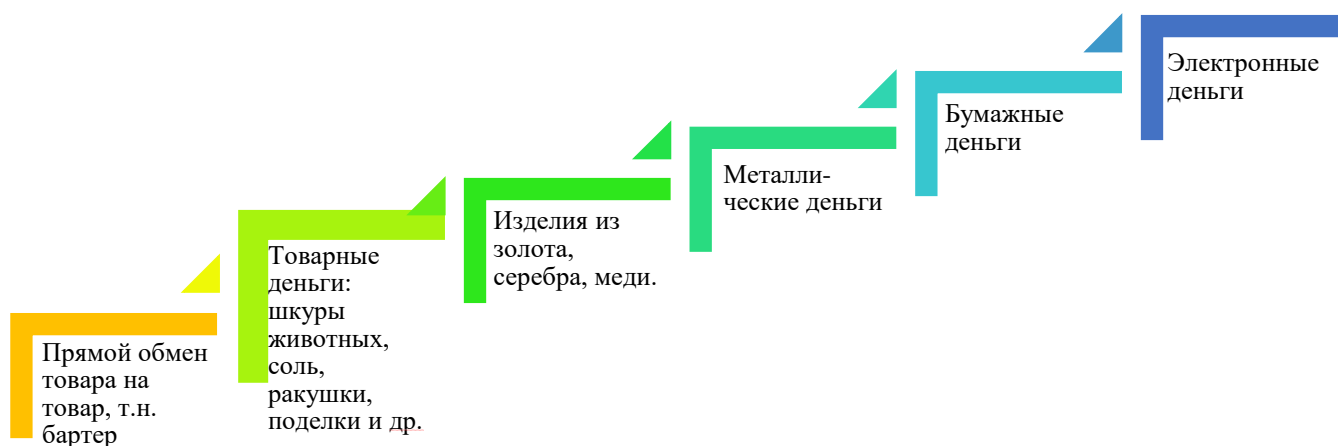 Прямой обмен
товара на
товар, т.н.
бартер
Товарные
деньги:
шкуры
животных,
соль,
ракушки,
поделки и др.
Изделия из
золота,
серебра, меди.
Металли-
ческие деньги
Бумажные
деньги
Электронные
деньги